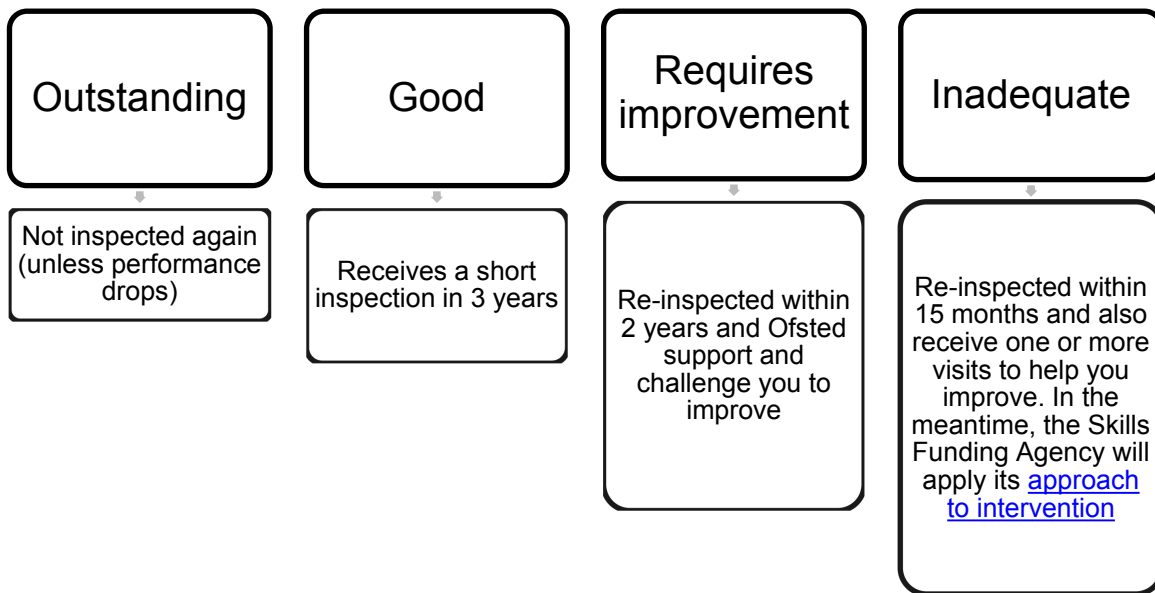 Outstanding
Not inspected again
(unless performance
drops)
Good
Receives a short
inspection in 3 years
Requires
improvement
Re-inspected within
2 years and Ofsted
support and
challenge you to
improve
Inadequate
Re-inspected within
15 months and also
receive one or more
visits to help you
improve. In the
meantime, the Skills
Funding Agency will
apply its approach
to intervention